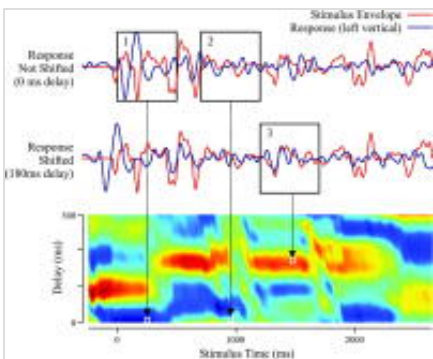 Stimulus Envelope
Response (left vertical)
Response
Not Shifted
(0 ms delay)
1
2
Response
Shifted
(180ms delay)
3
Delay (ms)
500
0
0
1000
2000
Stimulus Time (ms)